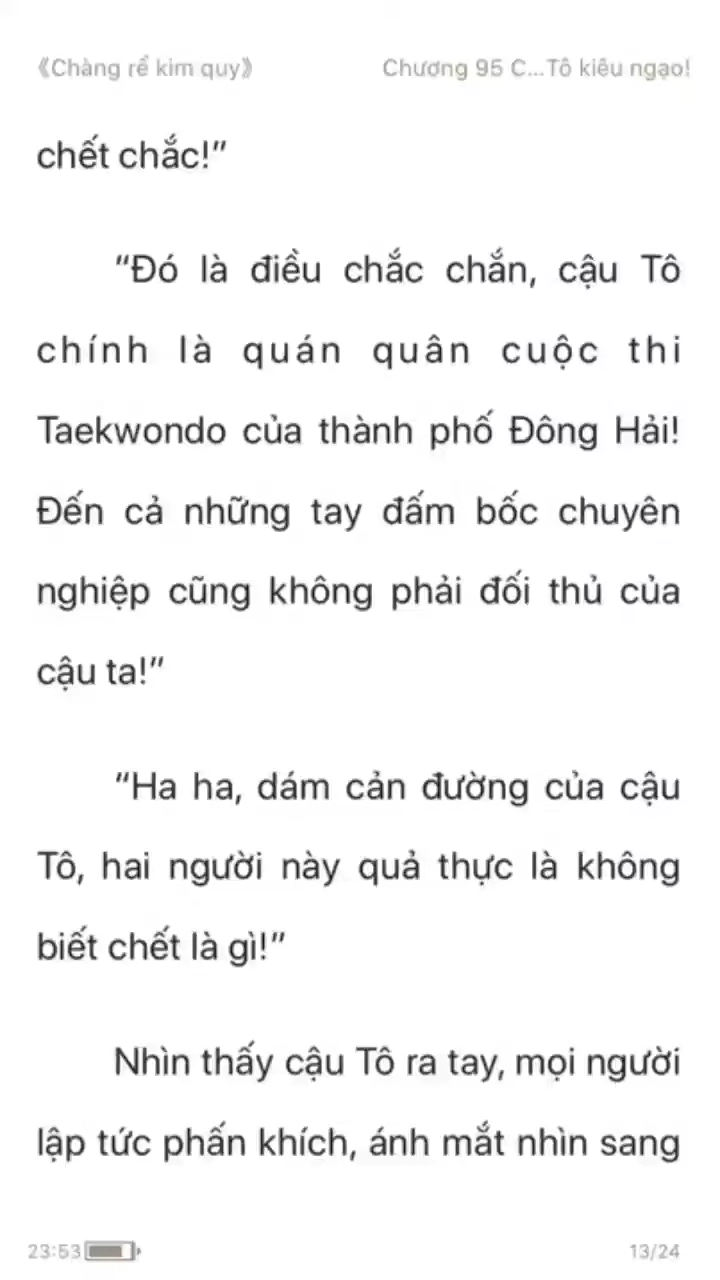 《Chàng rể kim quy》
Chương 95 C...Tô kiêu ngạo!
chết chắc!”
“Đó là điều chắc chắn, cậu Tô
chính là quán quân cuộc thi
Taekwondo của thành phố Đông Hải!
Đến cả những tay đấm bốc chuyên
nghiệp cũng không phải đối thủ của
cậu ta!”
“Ha ha, dám cản đường của cậu
Tô, hai người này quả thực là không
biết chết là gì!”
Nhìn thấy cậu Tô ra tay, mọi người
lập tức phấn khích, ánh mắt nhìn sang
23:53
13/24